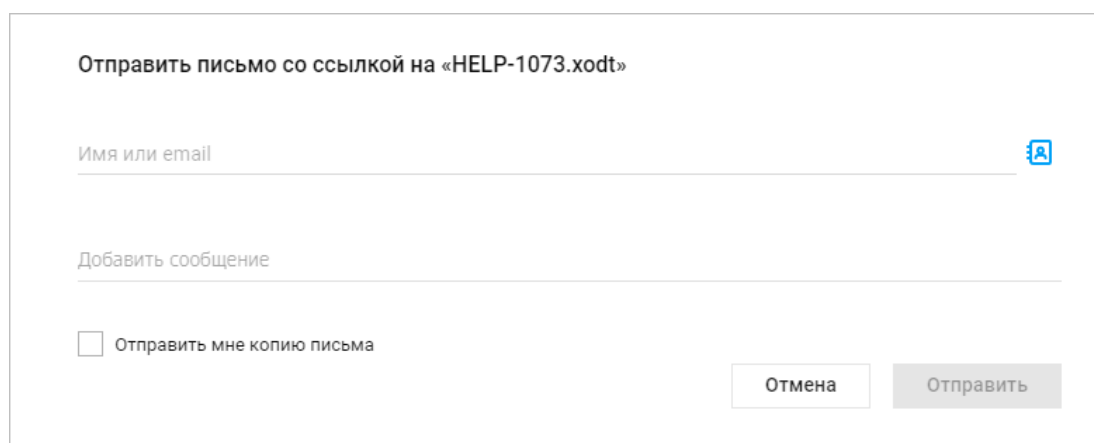 Отправить письмо со ссылкой на «HELP-1073.xodt»
Имя или email
Добавить сообщение
Отправить мне копию письма
Отмена
Отправить